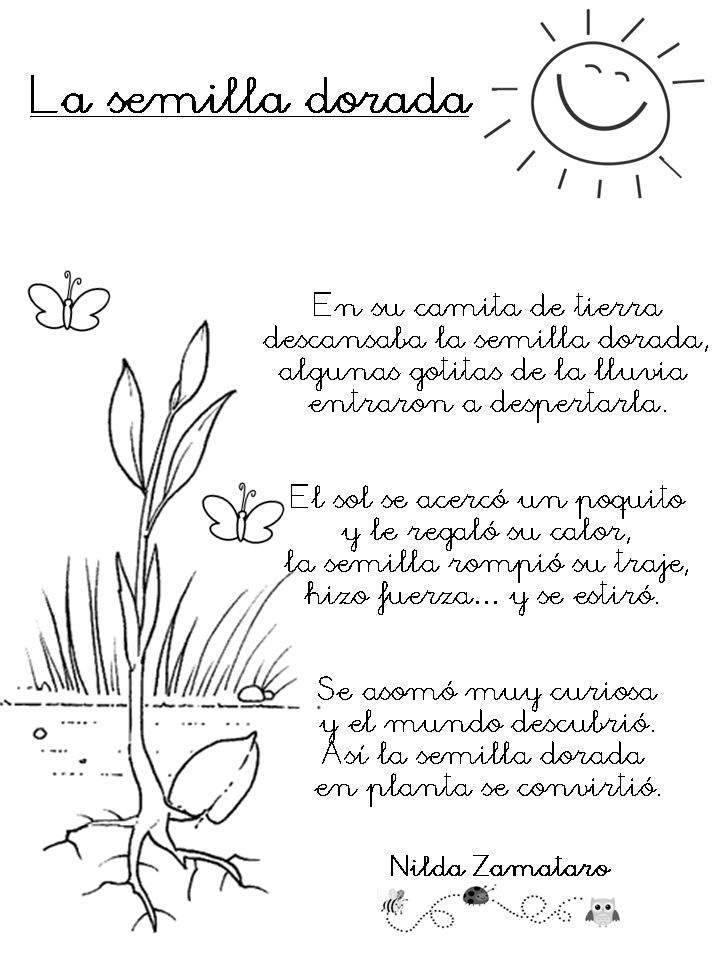 La semilla dorada
En su camita de tierra
descansaba la semilla dorada,
algunas gotitas de la lluvia
entraron a despertarla.
El sol se acercó un poquito
y le regaló su calor,
la semilla rompió su traje,
hizo fuerza... y se estiró.
Se asomó muy curiosa
y el mundo descubrió.
Así la semilla dorada
en planta se convirtió.
Nilda Zamataro